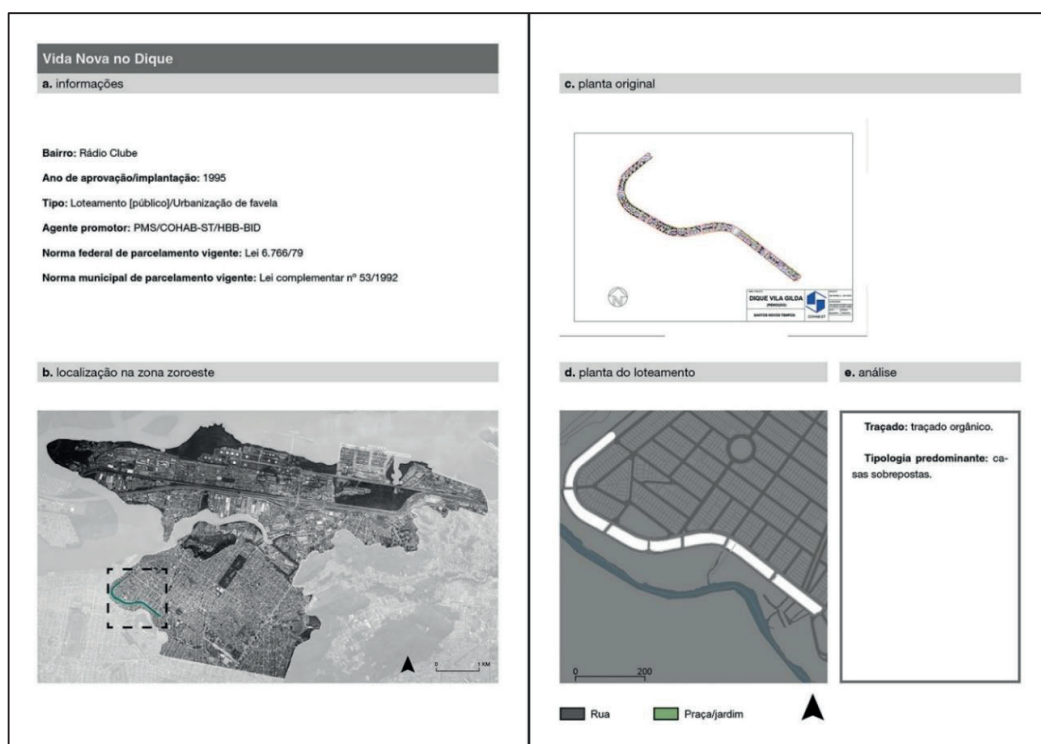 Vida Nova no Dique
a. informações
Bairro: Rádio Clube
Ano de aprovação/implantação: 1995
Tipo: Loteamento [público]/Urbanização de favela
Agente promotor: PMS/COHAB-ST/HBB-BID
Norma federal de parcelamento vigente: Lei 6.766/79
Norma municipal de parcelamento vigente: Lei complementar nº 53/1992
b. localização na zona zoroeste
0 1 KM
c. planta original
N
DIQUE VILA GILDA
SANTOS NOVOS TEMPOS
COHAB-ST
d. planta do loteamento
0 200
Rua
Praça/jardim
e. análise
Traçado: traçado orgânico.
Tipologia predominante: ca-
sas sobrepostas.